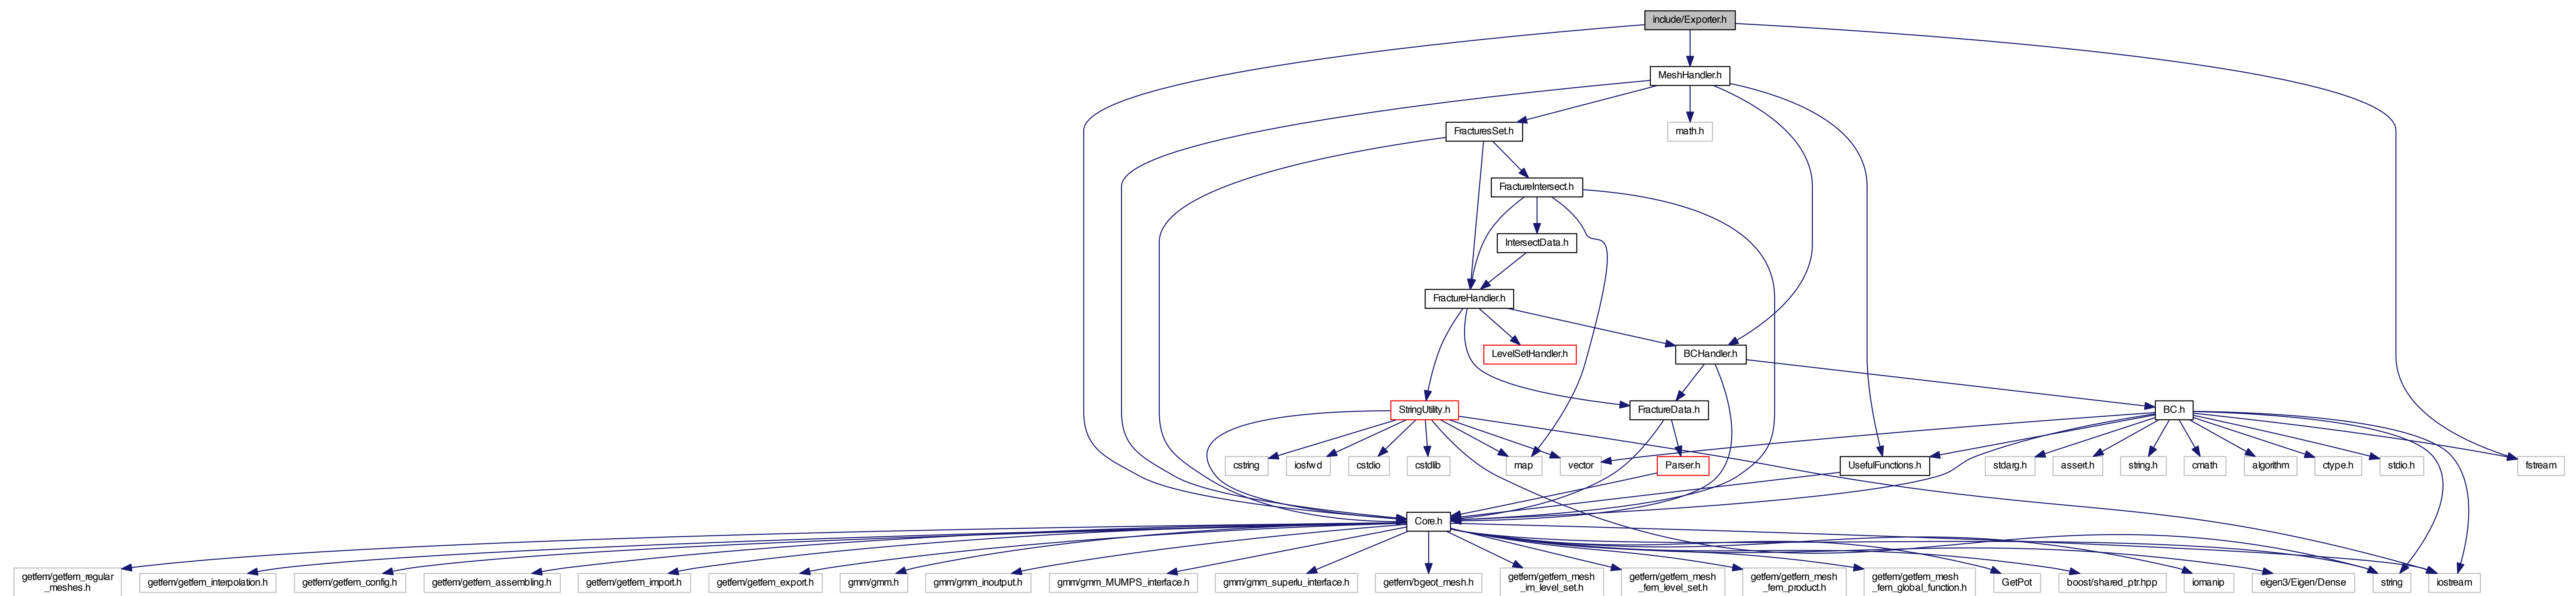 include/Exporter.h
MeshHandler.h
FracturesSet.h
math.h
FractureIntersect.h
IntersectData.h
FractureHandler.h
LevelSetHandler.h
BCHandler.h
StringUtility.h
FractureData.h
BC.h
cstring
iosfwd
cstdio
cstdlib
map
vector
Parser.h
UsefulFunctions.h
stdarg.h
assert.h
string.h
cmath
algorithm
ctype.h
stdio.h
fstream
Core.h
getfem/getfem_regular
_meshes.h
getfem/getfem_interpolation.h
getfem/getfem_config.h
getfem/getfem_assembling.h
getfem/getfem_import.h
getfem/getfem_export.h
gmm/gmm.h
gmm/gmm_inoutput.h
gmm/gmm_MUMPS_interface.h
gmm/gmm_superlu_interface.h
getfem/bgeot_mesh.h
getfem/getfem_mesh
_im_level_set.h
getfem/getfem_mesh
_fem_level_set.h
getfem/getfem_mesh
_fem_product.h
getfem/getfem_mesh
_fem_global_function.h
GetPot
boost/shared_ptr.hpp
iomanip
eigen3/Eigen/Dense
string
iostream